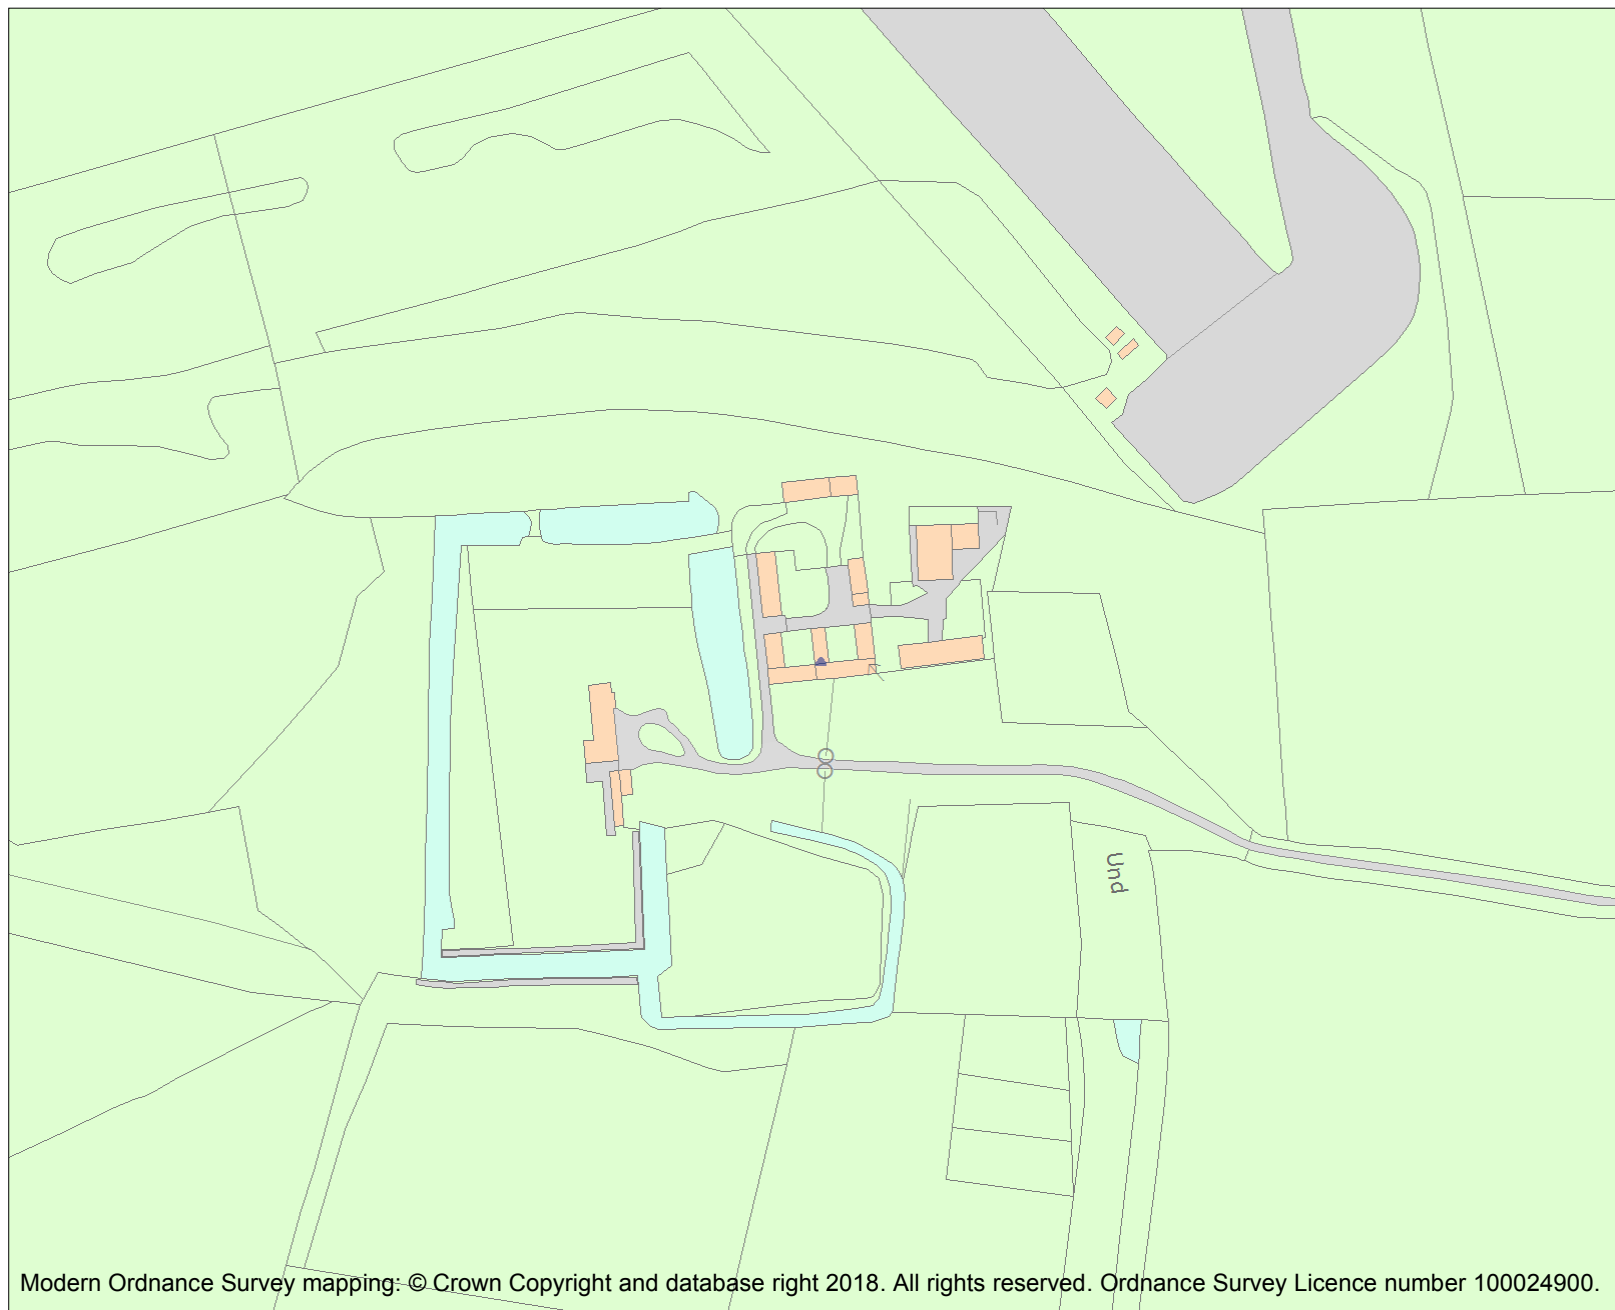 Und
Modern Ordnance Survey mapping: © Crown Copyright and database right 2018. All rights reserved. Ordnance Survey Licence number 100024900.